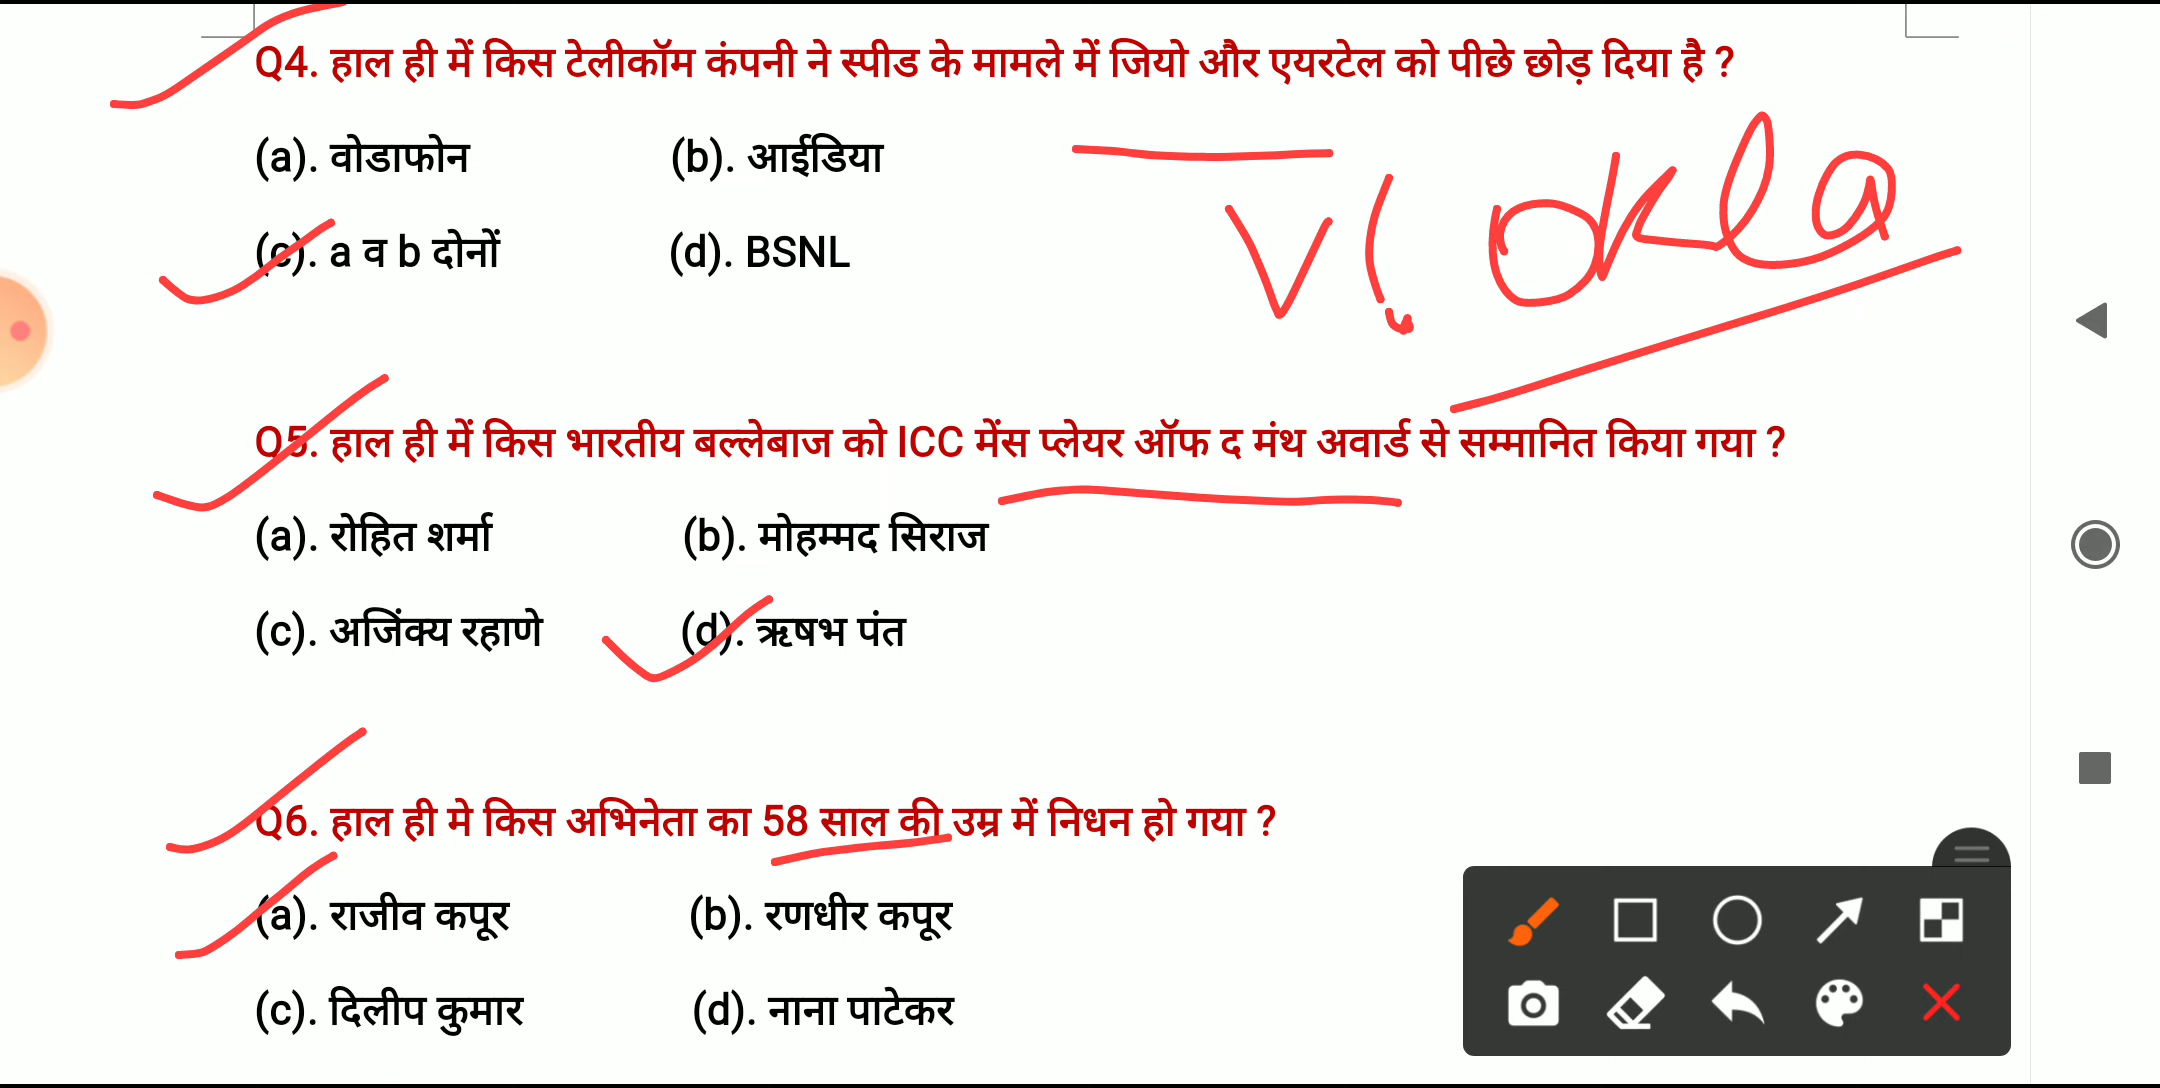 Q4. हाल ही में किस टेलीकॉम कंपनी ने स्पीड के मामले में जियो और एयरटेल को पीछे छोड़ दिया है ?
(a). वोडाफोन (b). आईडिया
(c). a व b दोनों (d). BSNL
Vi okla
Q5. हाल ही में किस भारतीय बल्लेबाज को ICC मेंस प्लेयर ऑफ द मंथ अवार्ड से सम्मानित किया गया ?
(a). रोहित शर्मा (b). मोहम्मद सिराज
(c). अजिंक्य रहाणे (d). ऋषभ पंत
Q6. हाल ही मे किस अभिनेता का 58 साल की उम्र में निधन हो गया ?
(a). राजीव कपूर (b). रणधीर कपूर
(c). दिलीप कुमार (d). नाना पाटेकर